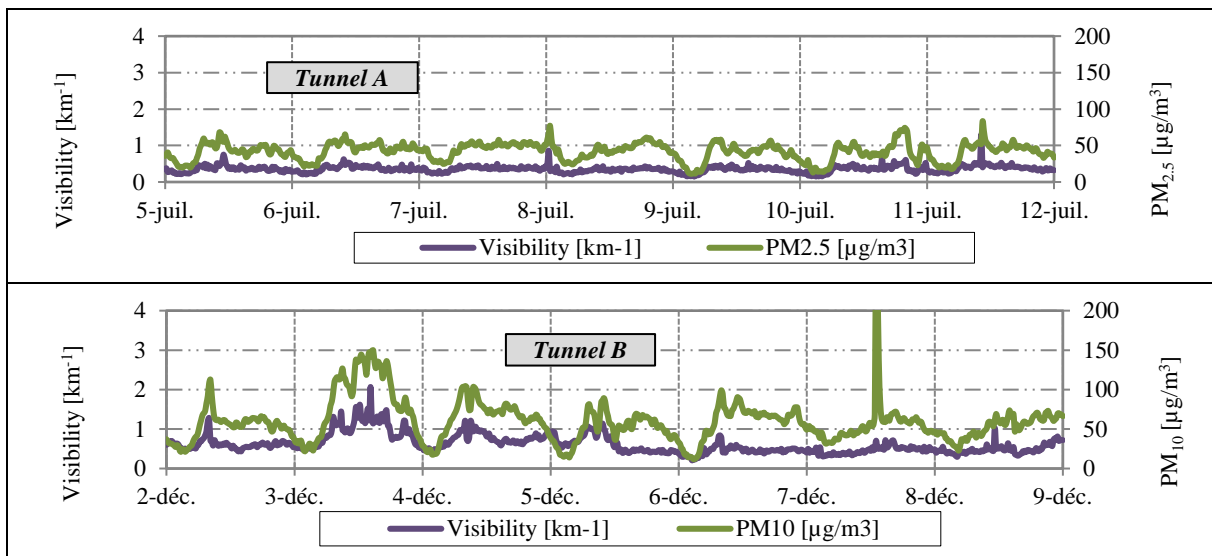 4 200
3 150
2 100
1 50
0 0
Visibility [km-1]
PM2.5 [µg/m3]
Tunnel A
5-juil. 6-juil. 7-juil. 8-juil. 9-juil. 10-juil. 11-juil. 12-juil.
Visibility [km-1] PM2.5 [µg/m3]
4 200
3 150
2 100
1 50
0 0
Visibility [km-1]
PM10 [µg/m3]
Tunnel B
2-déc. 3-déc. 4-déc. 5-déc. 6-déc. 7-déc. 8-déc. 9-déc.
Visibility [km-1] PM10 [µg/m3]